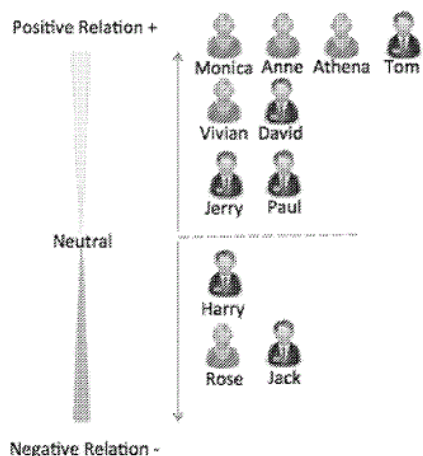 Positive Relation +
Monica Anne Athena Tom
Vivian David
Jerry Paul
Neutral
Harry
Rose Jack
Negative Relation -